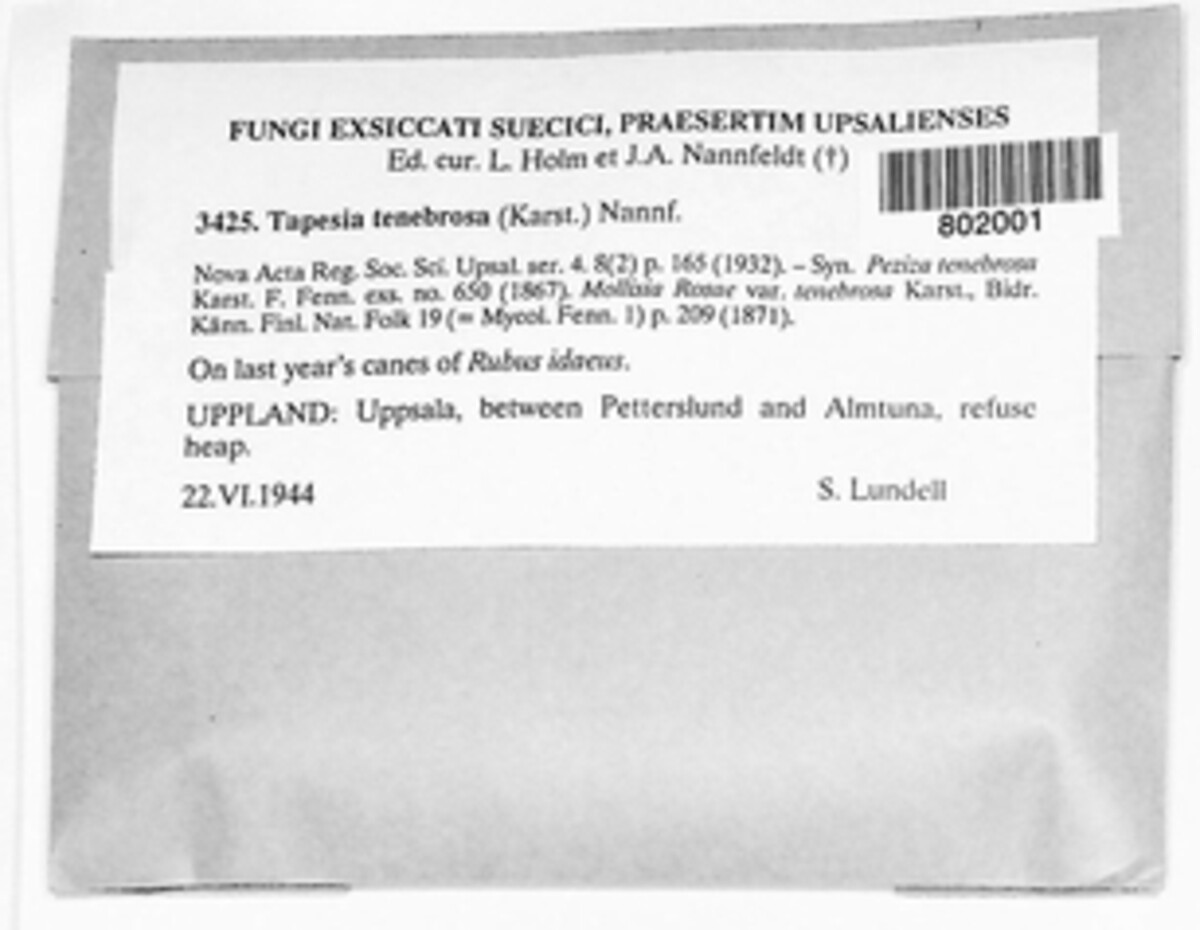 FUNGI EXSICCATI SUECICI, PRAESERTIM UPSALIENSES
Ed. cur. L. Holm et J.A. Nannfeldt (†)
802001
3425. Tapesia tenebrosa (Karst.) Nannf.
Nova Acta Reg. Soc. Sci. Upsal. ser. 4. 8(2) p. 165 (1932). – Syn. Peziza tenebrosa
Karst. F. Fenn. exs. no. 650 (1867). Mollisia Rosae var. tenebrosa Karst., Bidr.
Känn. Finl. Nat. Folk 19 (= Mycol. Fenn. 1) p. 209 (1871).
On last year's canes of Rubus idaeus.
UPPLAND: Uppsala, between Petterslund and Almtuna, refuse
heap.
22.VI.1944 S. Lundell